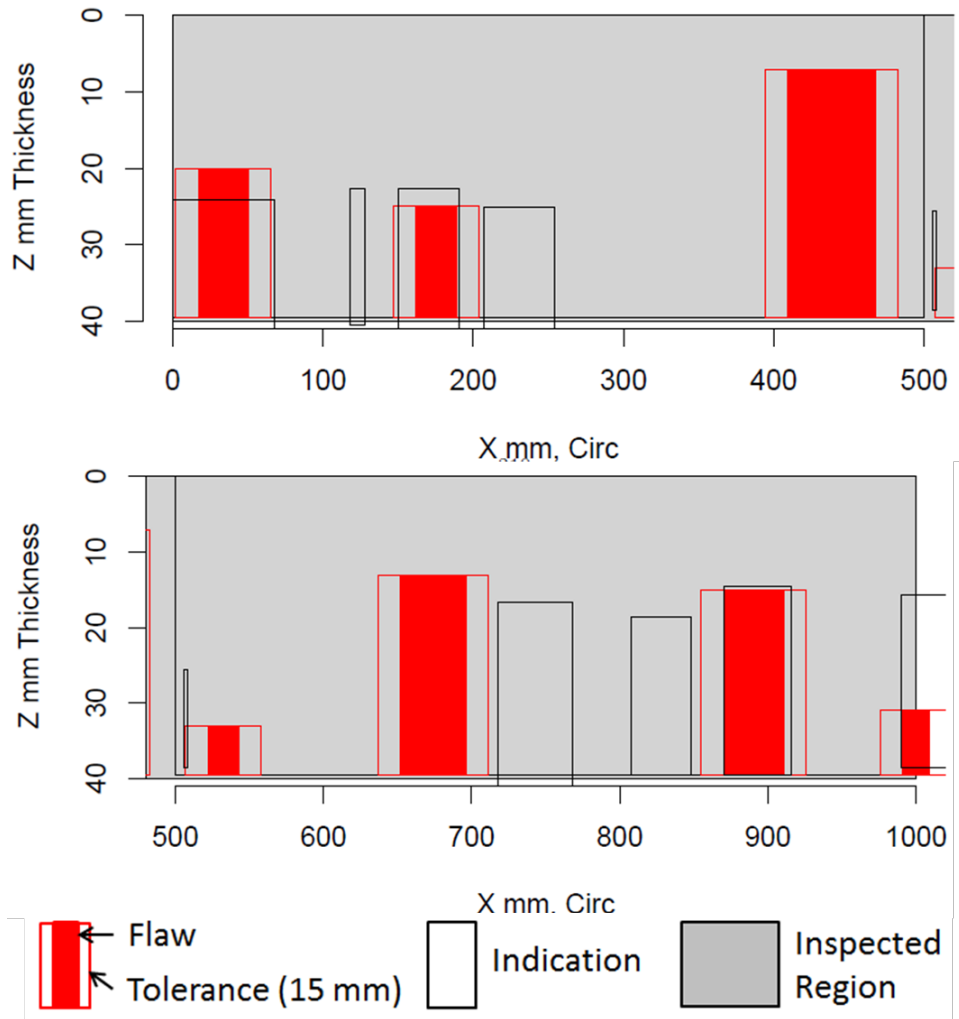 0
10
20
30
40
Z mm Thickness
0 100 200 300 400 500
X mm, Circ
0
10
20
30
40
Z mm Thickness
500 600 700 800 900 1000
X mm, Circ
Flaw
Tolerance (15 mm)
Indication
Inspected
Region